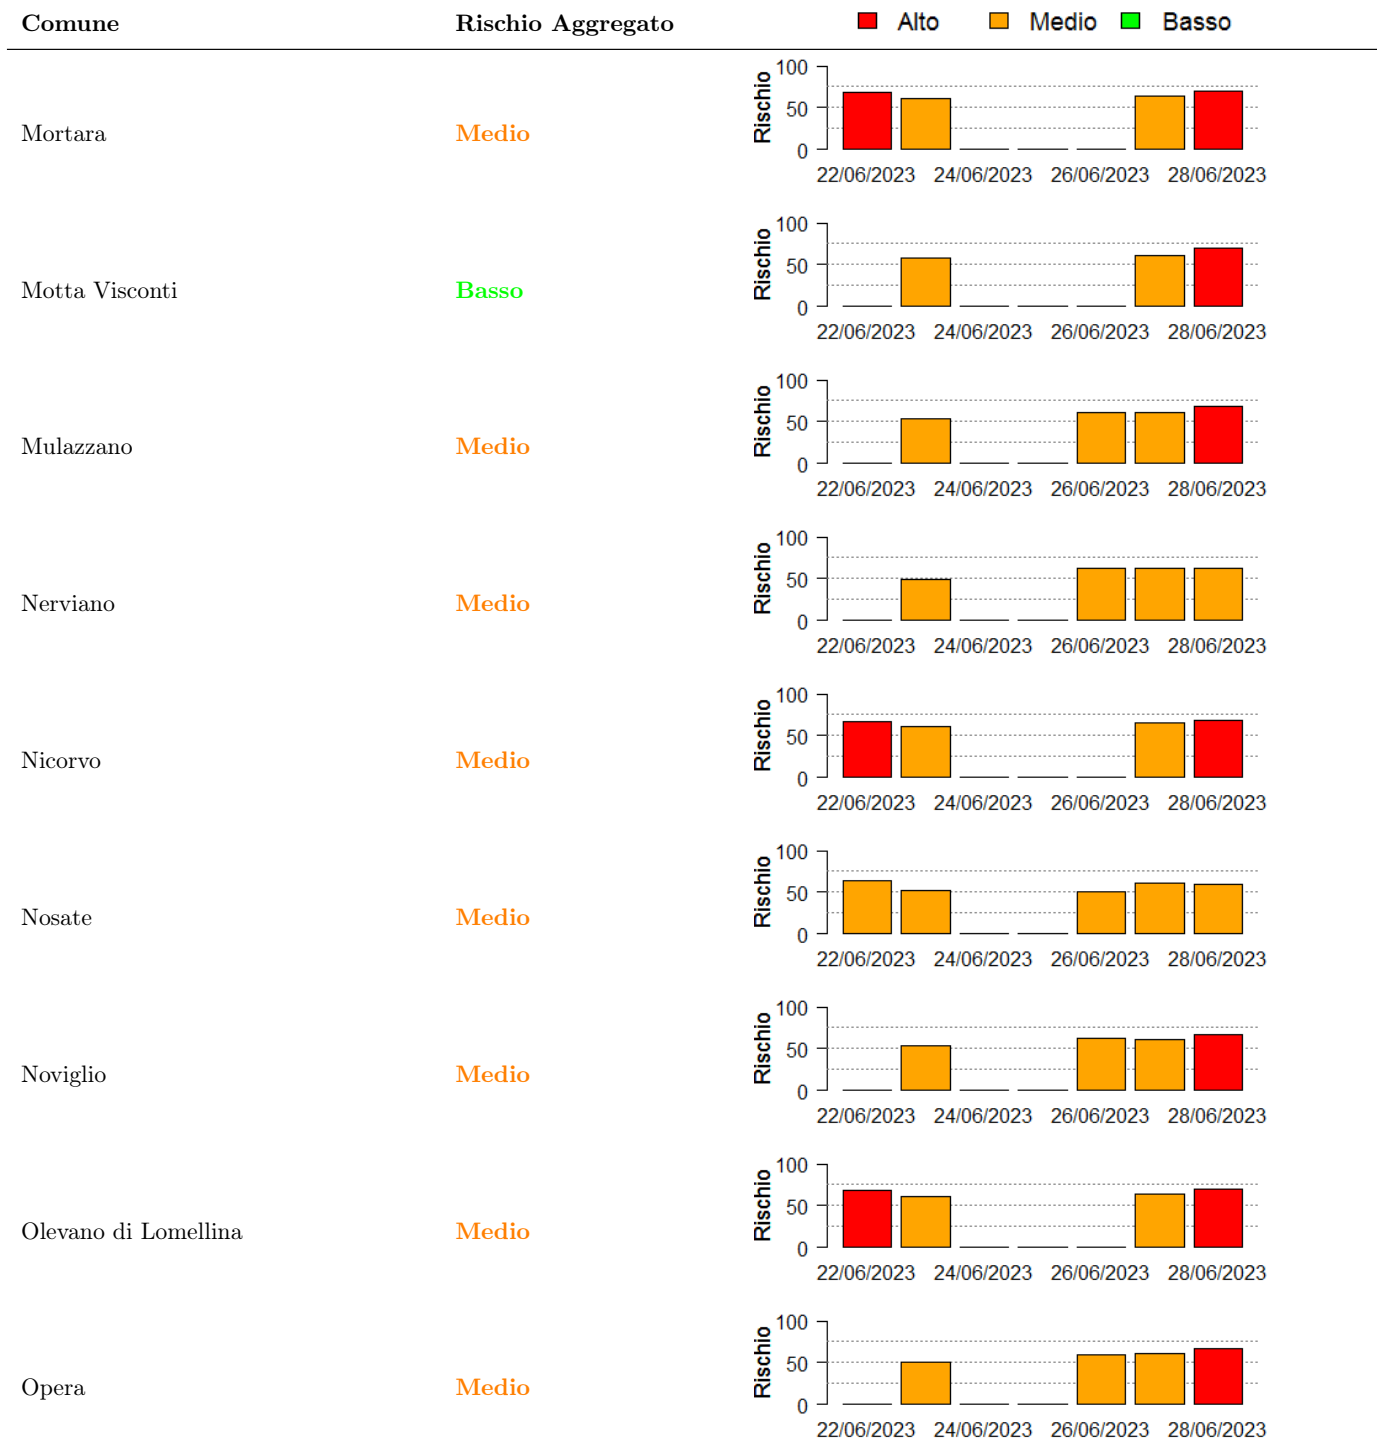 Comune Rischio Aggregato Alto Medio Basso
Mortara Medio
Rischio
100
50
0
22/06/2023 24/06/2023 26/06/2023 28/06/2023
Motta Visconti Basso
Rischio
100
50
0
22/06/2023 24/06/2023 26/06/2023 28/06/2023
Mulazzano Medio
Rischio
100
50
0
22/06/2023 24/06/2023 26/06/2023 28/06/2023
Nerviano Medio
Rischio
100
50
0
22/06/2023 24/06/2023 26/06/2023 28/06/2023
Nicorvo Medio
Rischio
100
50
0
22/06/2023 24/06/2023 26/06/2023 28/06/2023
Nosate Medio
Rischio
100
50
0
22/06/2023 24/06/2023 26/06/2023 28/06/2023
Noviglio Medio
Rischio
100
50
0
22/06/2023 24/06/2023 26/06/2023 28/06/2023
Olevano di Lomellina Medio
Rischio
100
50
0
22/06/2023 24/06/2023 26/06/2023 28/06/2023
Opera Medio
Rischio
100
50
0
22/06/2023 24/06/2023 26/06/2023 28/06/2023